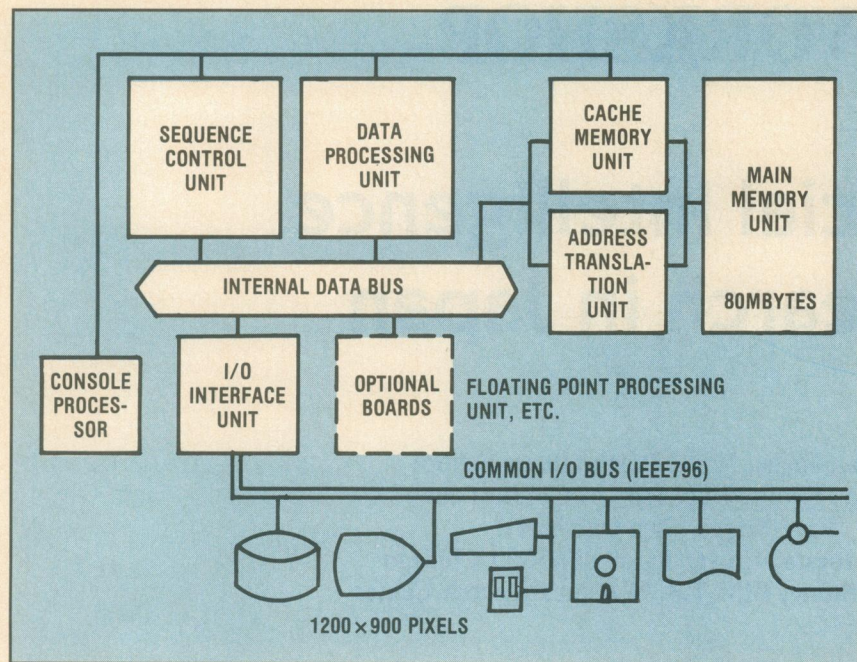 SEQUENCE
CONTROL
UNIT
DATA
PROCESSING
UNIT
CACHE
MEMORY
UNIT
ADDRESS
TRANSLA-
TION
UNIT
MAIN
MEMORY
UNIT
80MBYTES
INTERNAL DATA BUS
CONSOLE
PROCES-
SOR
I/O
INTERFACE
UNIT
OPTIONAL
BOARDS
FLOATING POINT PROCESSING
UNIT, ETC.
COMMON I/O BUS (IEEE796)
1200×900 PIXELS